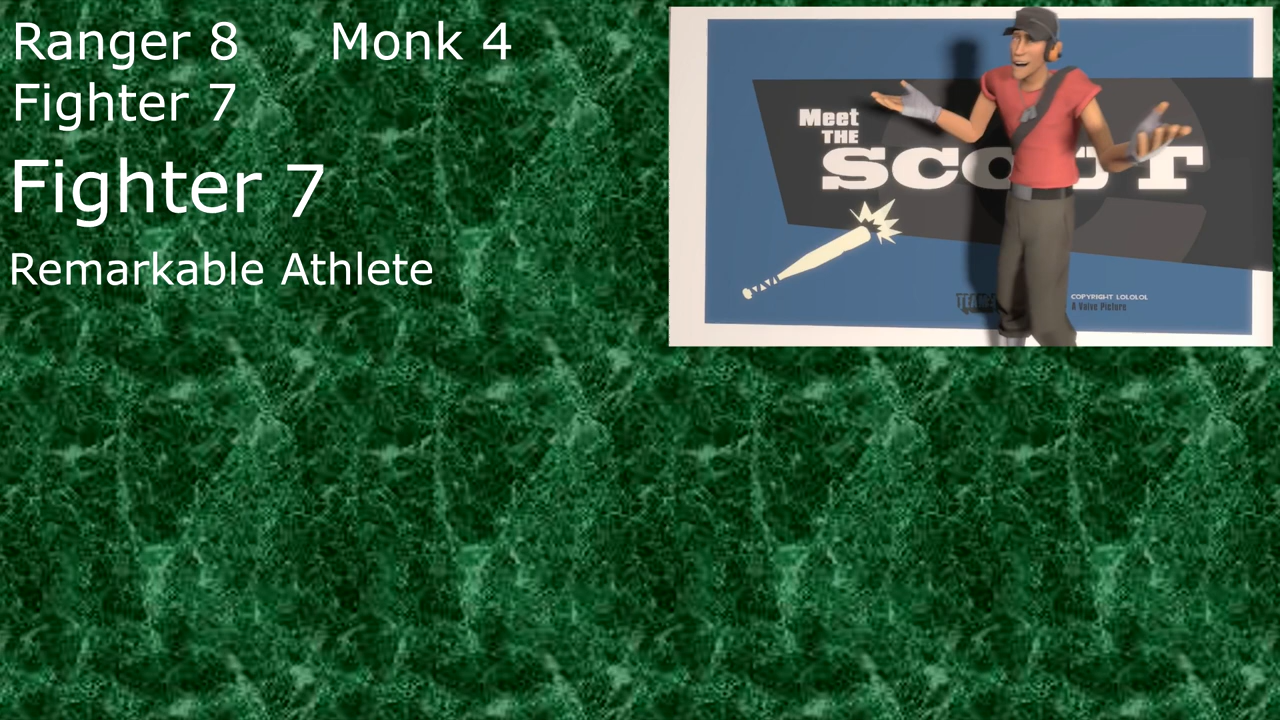 Ranger 8 Monk 4
Fighter 7
Fighter 7
Remarkable Athlete
Meet
THE
SCOUT
COPYRIGHT LOLOLOL
A Valve Picture